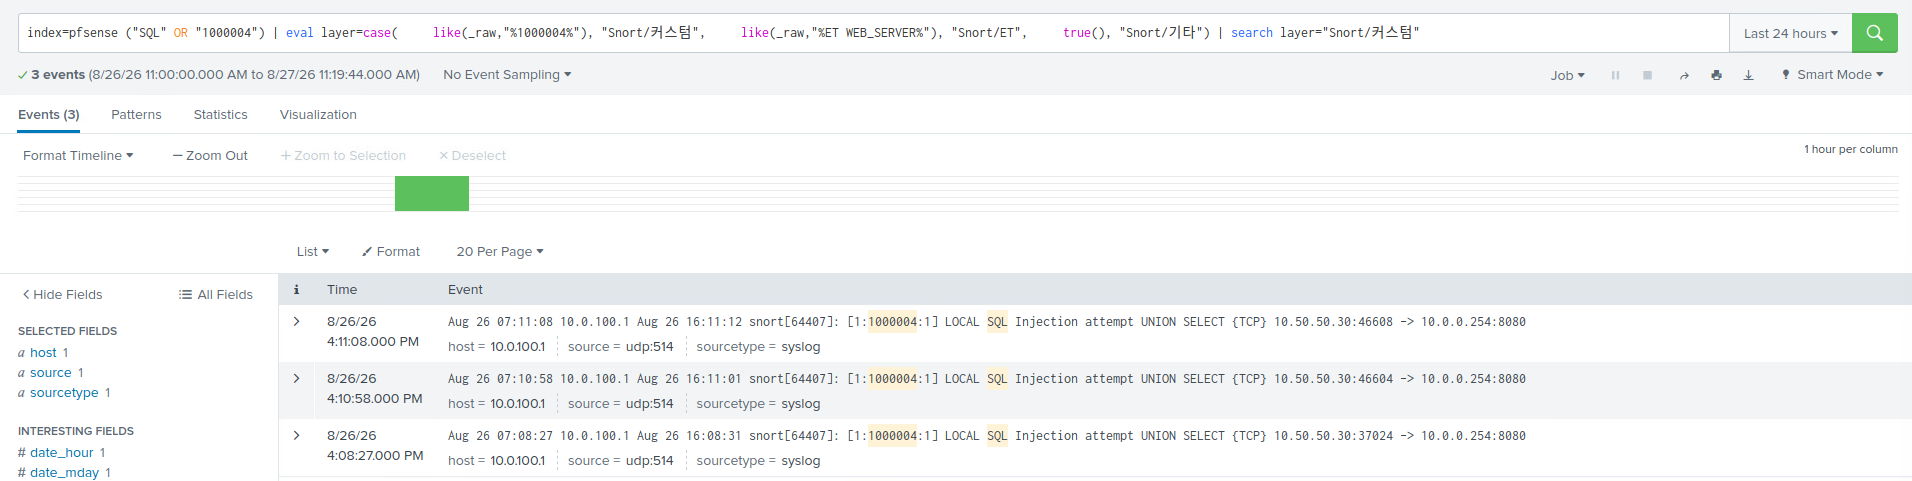 index=pfsense ("SQL" OR "1000004") | eval layer=case(     like(_raw,"%1000004%"), "Snort/커스텀",     like(_raw,"%ET WEB_SERVER%"), "Snort/ET",     true(), "Snort/기타") | search layer="Snort/커스텀"
Last 24 hours
3 events (8/26/26 11:00:00.000 AM to 8/27/26 11:19:44.000 AM) No Event Sampling
Job Smart Mode
Events (3) Patterns Statistics Visualization
Format Timeline – Zoom Out + Zoom to Selection × Deselect 1 hour per column
List Format 20 Per Page
< Hide Fields All Fields
i Time Event
SELECTED FIELDS
a host 1
a source 1
a sourcetype 1
INTERESTING FIELDS
# date_hour 1
# date_mday 1
8/26/26
4:11:08.000 PM
Aug 26 07:11:08 10.0.100.1 Aug 26 16:11:12 snort[64407]: [1:1000004:1] LOCAL SQL Injection attempt UNION SELECT {TCP} 10.50.50.30:46608 -> 10.0.0.254:8080
host = 10.0.100.1 source = udp:514 sourcetype = syslog
8/26/26
4:10:58.000 PM
Aug 26 07:10:58 10.0.100.1 Aug 26 16:11:01 snort[64407]: [1:1000004:1] LOCAL SQL Injection attempt UNION SELECT {TCP} 10.50.50.30:46604 -> 10.0.0.254:8080
host = 10.0.100.1 source = udp:514 sourcetype = syslog
8/26/26
4:08:27.000 PM
Aug 26 07:08:27 10.0.100.1 Aug 26 16:08:31 snort[64407]: [1:1000004:1] LOCAL SQL Injection attempt UNION SELECT {TCP} 10.50.50.30:37024 -> 10.0.0.254:8080
host = 10.0.100.1 source = udp:514 sourcetype = syslog